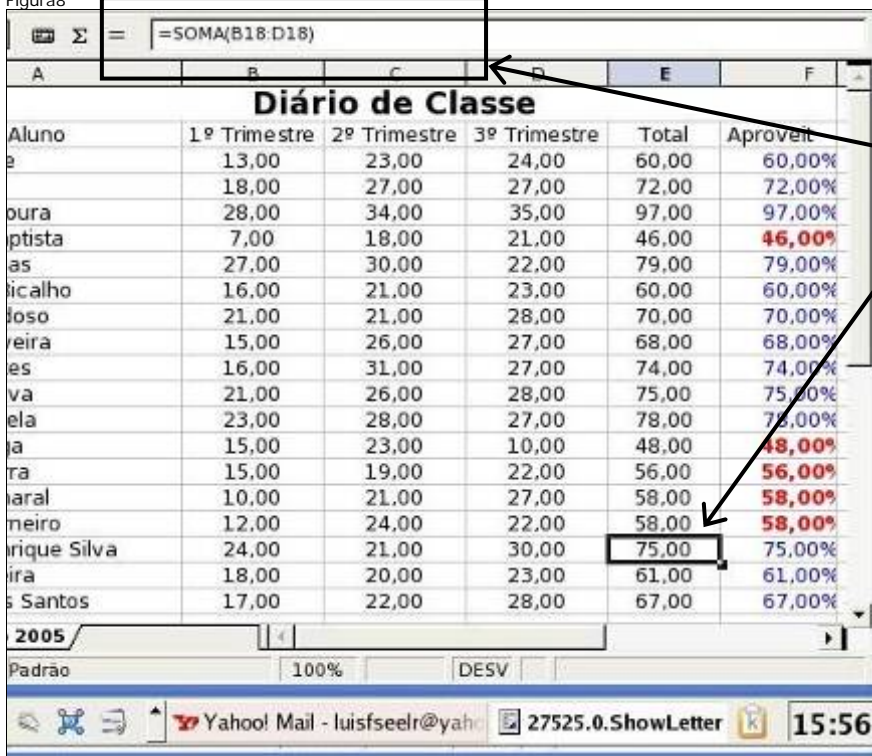 Figura8
Σ = =SOMA(B18:D18)
A B C D E F
Diário de Classe
Aluno 1º Trimestre 2º Trimestre 3º Trimestre Total Aproveit
e 13,00 23,00 24,00 60,00 60,00%
18,00 27,00 27,00 72,00 72,00%
oura 28,00 34,00 35,00 97,00 97,00%
ptista 7,00 18,00 21,00 46,00 46,00%
as 27,00 30,00 22,00 79,00 79,00%
icalho 16,00 21,00 23,00 60,00 60,00%
doso 21,00 21,00 28,00 70,00 70,00%
veira 15,00 26,00 27,00 68,00 68,00%
es 16,00 31,00 27,00 74,00 74,00%
va 21,00 26,00 28,00 75,00 75,00%
ela 23,00 28,00 27,00 78,00 78,00%
ga 15,00 23,00 10,00 48,00 48,00%
rra 15,00 19,00 22,00 56,00 56,00%
aral 10,00 21,00 27,00 58,00 58,00%
rneiro 12,00 24,00 22,00 58,00 58,00%
nrique Silva 24,00 21,00 30,00 75,00 75,00%
ira 18,00 20,00 23,00 61,00 61,00%
s Santos 17,00 22,00 28,00 67,00 67,00%
2005
Padrão 100% DESV
Yahoo! Mail - luisfseelr@yaho 27525.0.ShowLetter 15:56